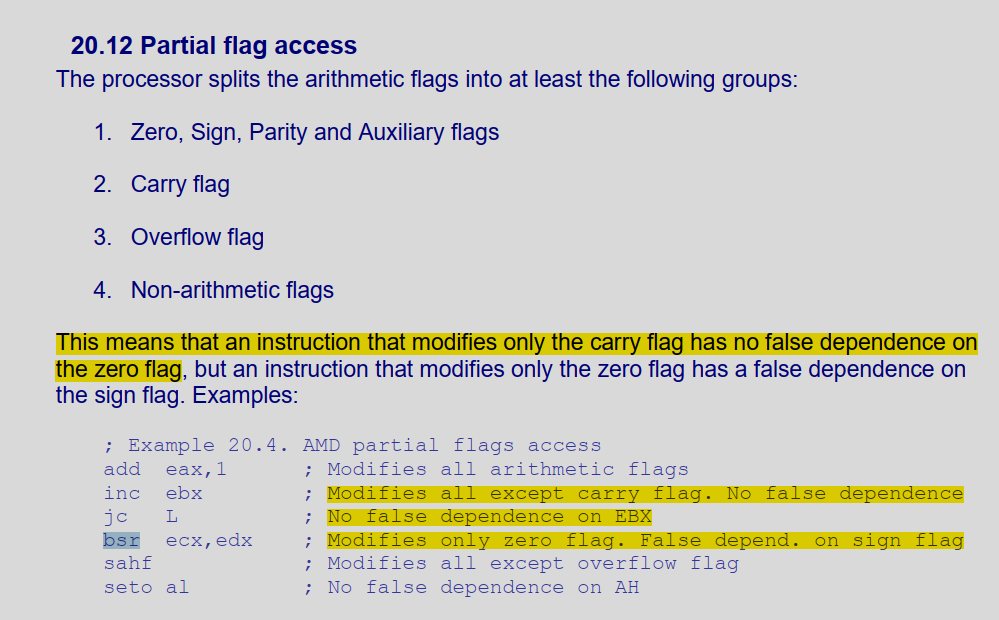 20.12 Partial flag access
The processor splits the arithmetic flags into at least the following groups:
1. Zero, Sign, Parity and Auxiliary flags
2. Carry flag
3. Overflow flag
4. Non-arithmetic flags
This means that an instruction that modifies only the carry flag has no false dependence on
the zero flag, but an instruction that modifies only the zero flag has a false dependence on
the sign flag. Examples:
; Example 20.4. AMD partial flags access
add eax,1 ; Modifies all arithmetic flags
inc ebx ; Modifies all except carry flag. No false dependence
jc L ; No false dependence on EBX
bsr ecx,edx ; Modifies only zero flag. False depend. on sign flag
sahf ; Modifies all except overflow flag
seto al ; No false dependence on AH